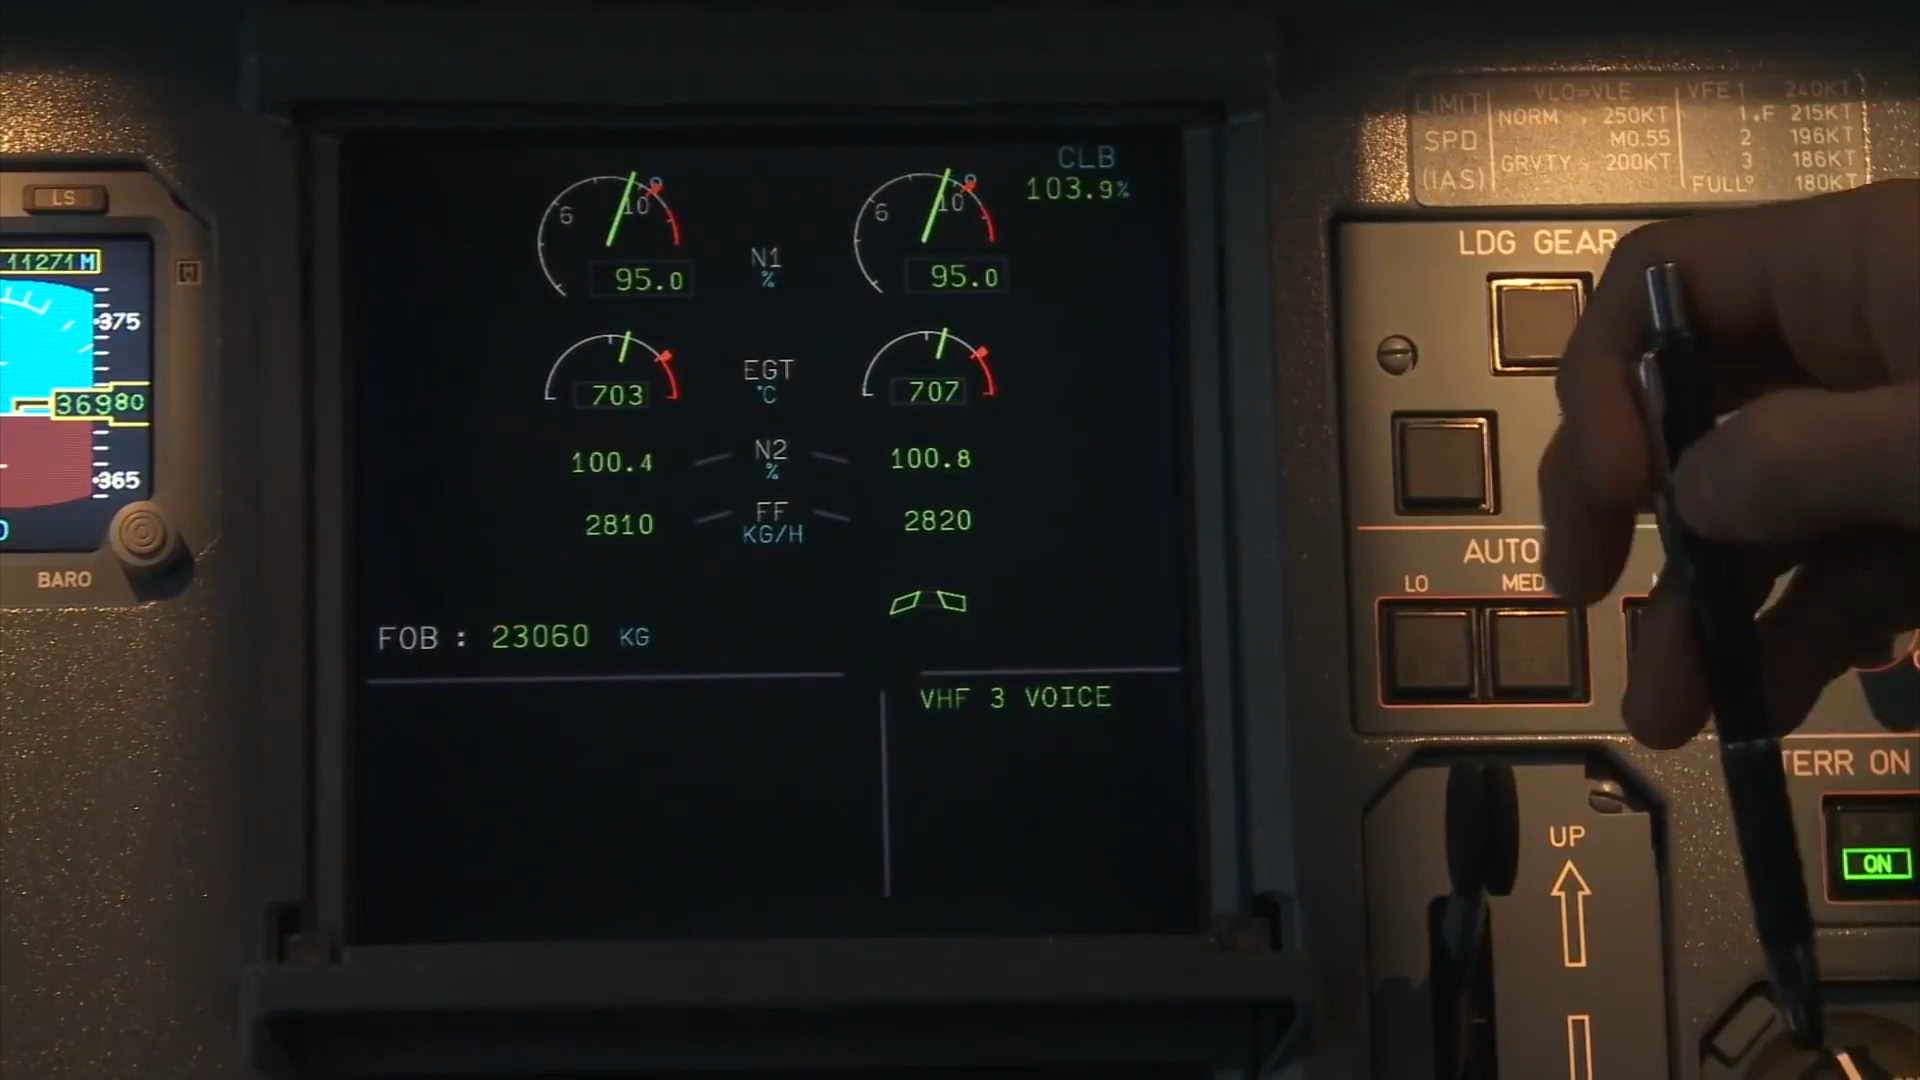 LS
11271M
375
36980
365
BARO
CLB
103.9%
6
10
95.0
N1
%
6
10
95.0
703
EGT
°C
707
100.4
N2
%
100.8
2810
FF
KG/H
2820
FOB : 23060 KG
VHF 3 VOICE
LIMIT
SPD
(IAS)
VLO=VLE
NORM . 250KT
M0.55
GRVTY 200KT
VFE 1 240KT
1.F 215KT
2 196KT
3 186KT
FULL 180KT
LDG GEAR
AUTO
LO MED
TERR ON
ON
UP